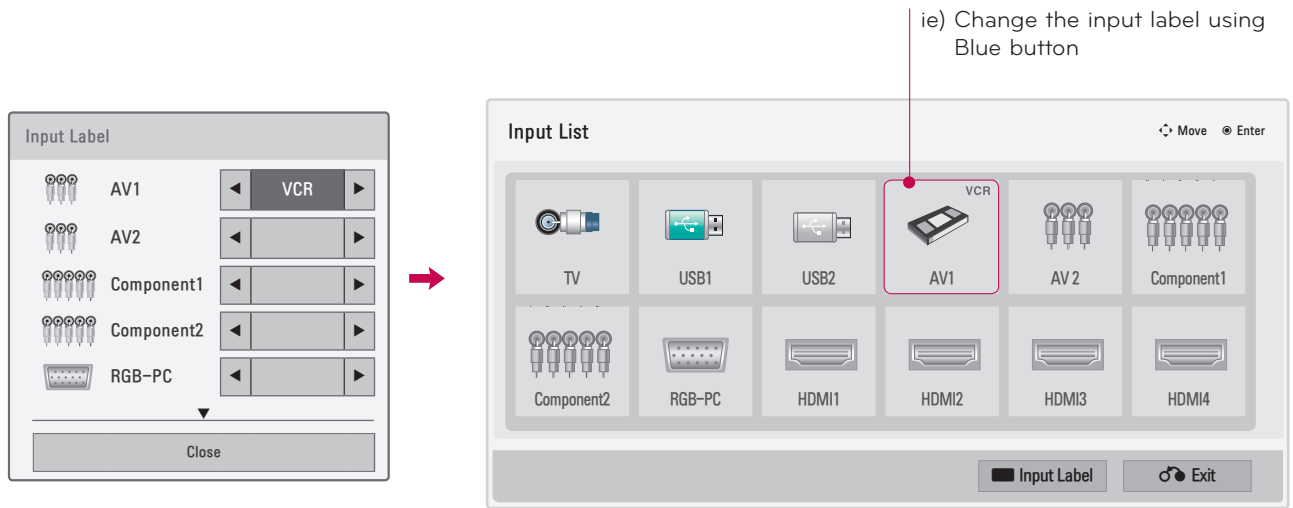 ie) Change the input label using
Blue button
Input Label
AV1 ◄ VCR ►
AV2 ◄ ►
Component1 ◄ ►
Component2 ◄ ►
RGB-PC ◄ ►
▼
Close
Input List
Move ◉ Enter
VCR
TV USB1 USB2 AV1 AV 2 Component1
Component2 RGB-PC HDMI1 HDMI2 HDMI3 HDMI4
Input Label Exit